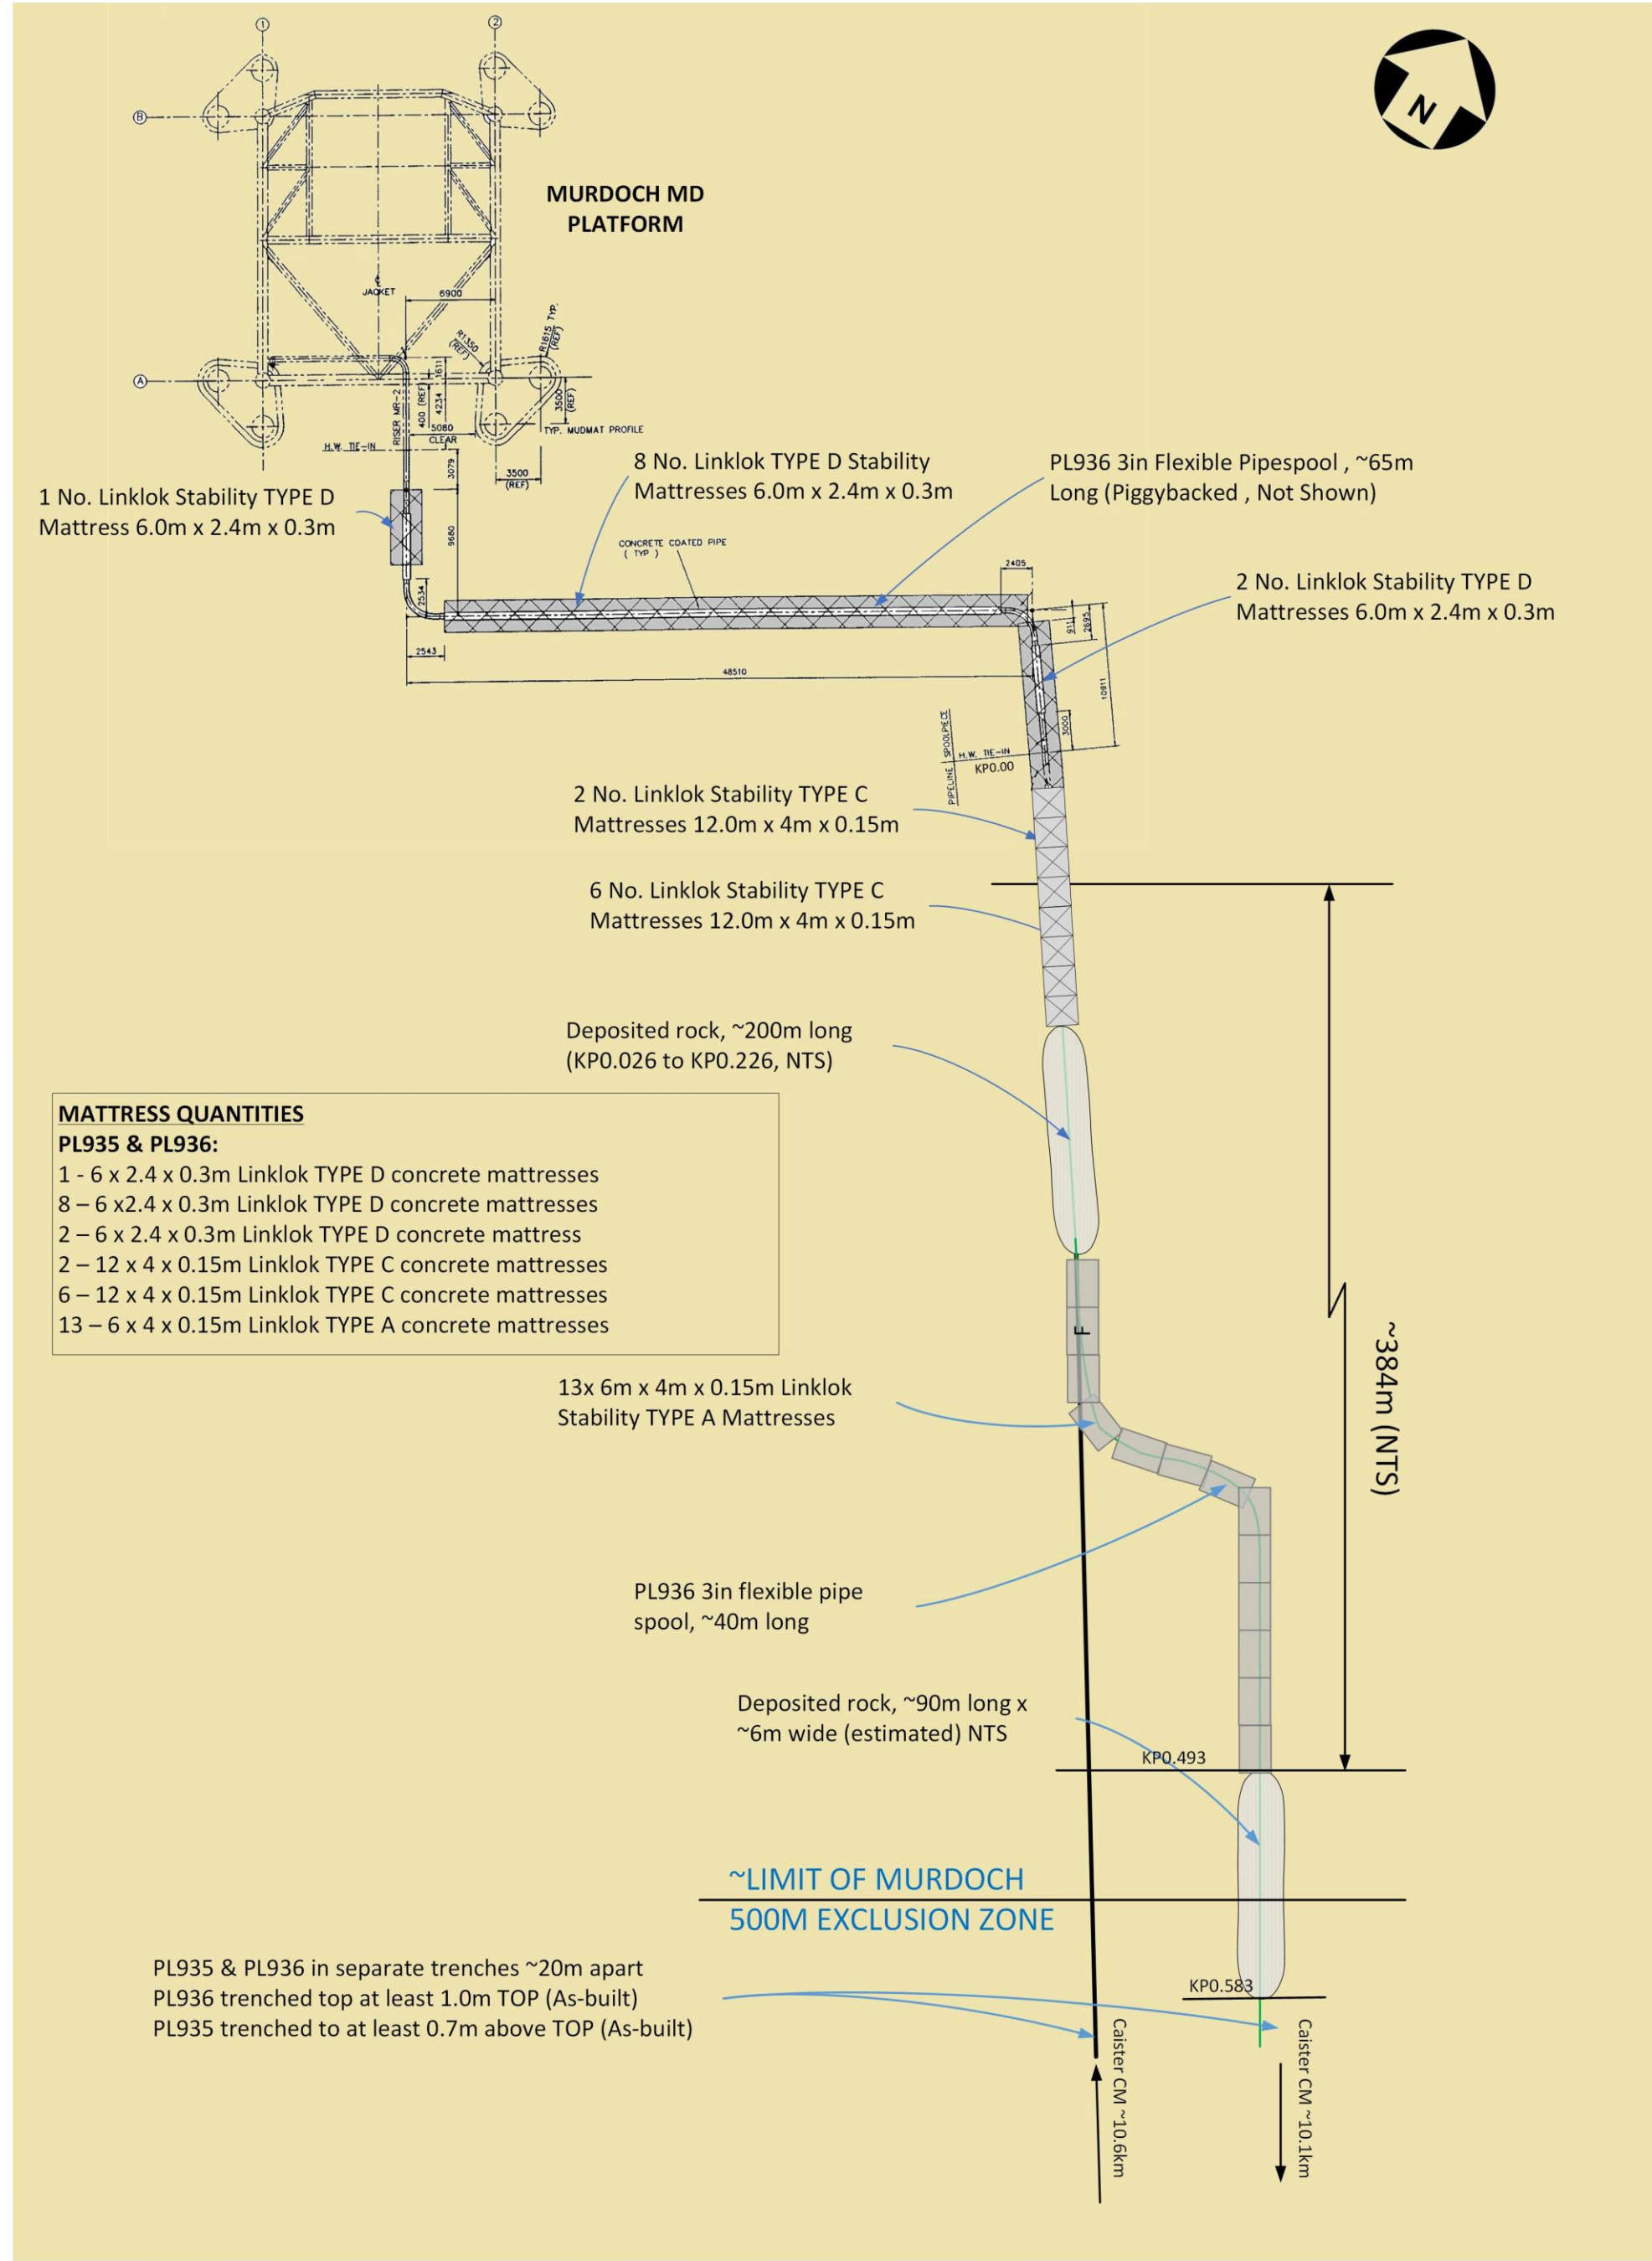 1
2
N
B
MURDOCH MD
PLATFORM
℄
JACKET
6900
R1350
(REF)
R1615 TYP.
(REF)
A
1611
4234
400 (REF)
RISER MR-2
3500
(REF)
5080
CLEAR
TYP. MUDMAT PROFILE
H.W. TIE-IN
3079
3500
(REF)
8 No. Linklok TYPE D Stability
Mattresses 6.0m x 2.4m x 0.3m
PL936 3in Flexible Pipespool , ~65m
Long (Piggybacked , Not Shown)
1 No. Linklok Stability TYPE D
Mattress 6.0m x 2.4m x 0.3m
9680
CONCRETE COATED PIPE
( TYP )
2405
2 No. Linklok Stability TYPE D
Mattresses 6.0m x 2.4m x 0.3m
2534
911
2695
2543
48510
10911
3000
PIPELINE
SPOOLPIECE
H.W. TIE-IN
KP0.00
2 No. Linklok Stability TYPE C
Mattresses 12.0m x 4m x 0.15m
6 No. Linklok Stability TYPE C
Mattresses 12.0m x 4m x 0.15m
Deposited rock, ~200m long
(KP0.026 to KP0.226, NTS)
MATTRESS QUANTITIES
PL935 & PL936:
1 - 6 x 2.4 x 0.3m Linklok TYPE D concrete mattresses
8 – 6 x2.4 x 0.3m Linklok TYPE D concrete mattresses
2 – 6 x 2.4 x 0.3m Linklok TYPE D concrete mattress
2 – 12 x 4 x 0.15m Linklok TYPE C concrete mattresses
6 – 12 x 4 x 0.15m Linklok TYPE C concrete mattresses
13 – 6 x 4 x 0.15m Linklok TYPE A concrete mattresses
F
~384m (NTS)
13x 6m x 4m x 0.15m Linklok
Stability TYPE A Mattresses
PL936 3in flexible pipe
spool, ~40m long
Deposited rock, ~90m long x
~6m wide (estimated) NTS
KP0.493
~LIMIT OF MURDOCH
500M EXCLUSION ZONE
PL935 & PL936 in separate trenches ~20m apart
PL936 trenched top at least 1.0m TOP (As-built)
PL935 trenched to at least 0.7m above TOP (As-built)
KP0.583
Caister CM ~10.6km
Caister CM ~10.1km